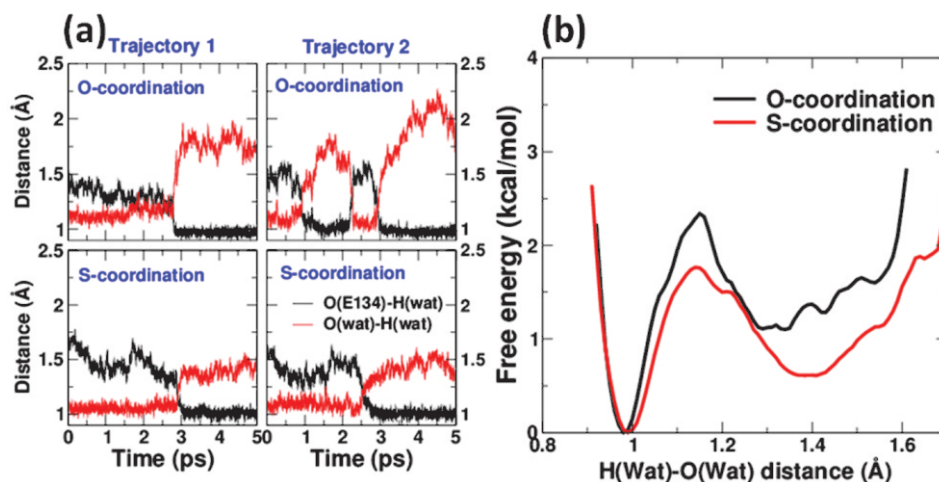 (a)
Trajectory 1
Trajectory 2
2.5
2
1.5
1
Distance (Å)
O-coordination
O-coordination
2.5
2
1.5
1
2.5
2
1.5
1
Distance (Å)
S-coordination
S-coordination
O(E134)-H(wat)
O(wat)-H(wat)
2.5
2
1.5
1
0 1 2 3 4 5
0 1 2 3 4 5
Time (ps)
Time (ps)
(b)
4
3
2
1
0
Free energy (kcal/mol)
O-coordination
S-coordination
0.8 1 1.2 1.4 1.6
H(Wat)-O(Wat) distance (Å)